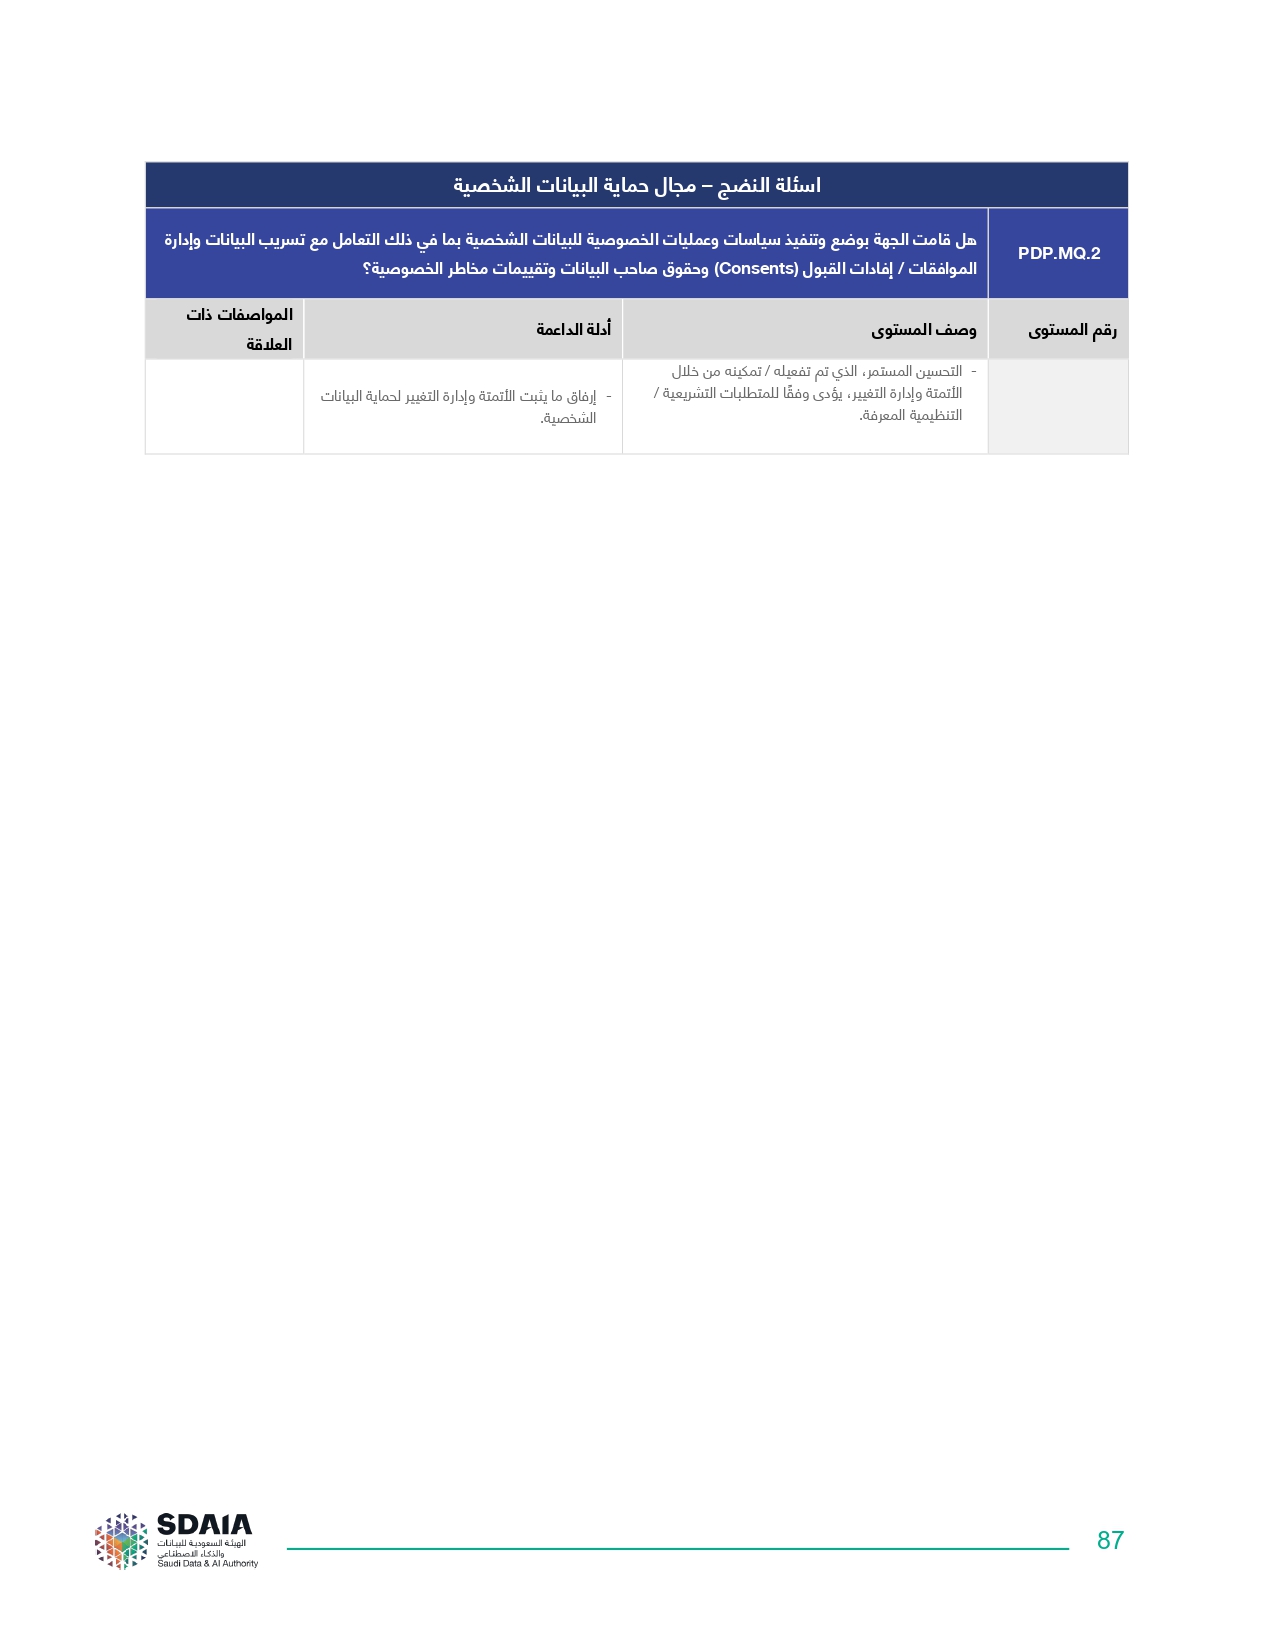 اسئلة النضج – مجال حماية البيانات الشخصية
PDP.MQ.2
هل قامت الجهة بوضع وتنفيذ سياسات وعمليات الخصوصية للبيانات الشخصية بما في ذلك التعامل مع تسريب البيانات وإدارة
الموافقات / إفادات القبول (Consents) وحقوق صاحب البيانات وتقييمات مخاطر الخصوصية؟
رقم المستوى
وصف المستوى
أدلة الداعمة
المواصفات ذات
العلاقة
- التحسين المستمر، الذي تم تفعيله / تمكينه من خلال
الأتمتة وإدارة التغيير، يؤدى وفقًا للمتطلبات التشريعية /
التنظيمية المعرفة.
- إرفاق ما يثبت الأتمتة وإدارة التغيير لحماية البيانات
الشخصية.
SDAIA
الهيئة السعودية للبيانات
والذكاء الاصطناعي
Saudi Data & AI Authority
87